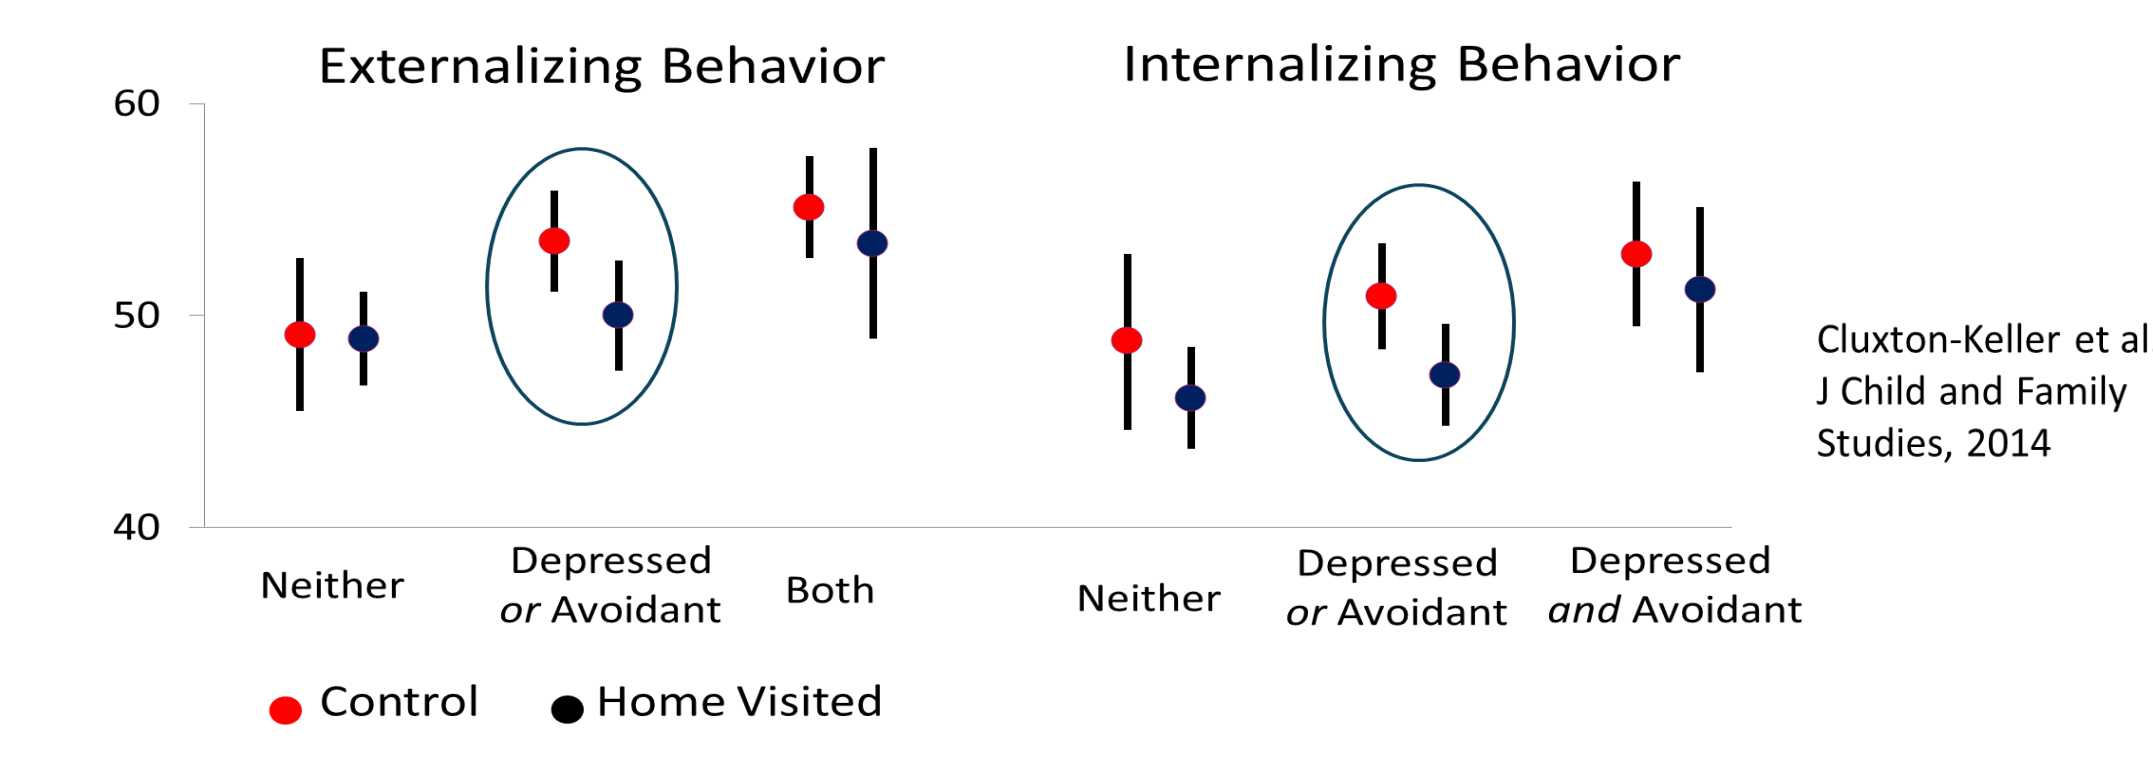 Externalizing Behavior
Internalizing Behavior
60
50
40
Neither
Depressed
or Avoidant
Both
Neither
Depressed
or Avoidant
Depressed
and Avoidant
Control
Home Visited
Cluxton-Keller et al
J Child and Family
Studies, 2014